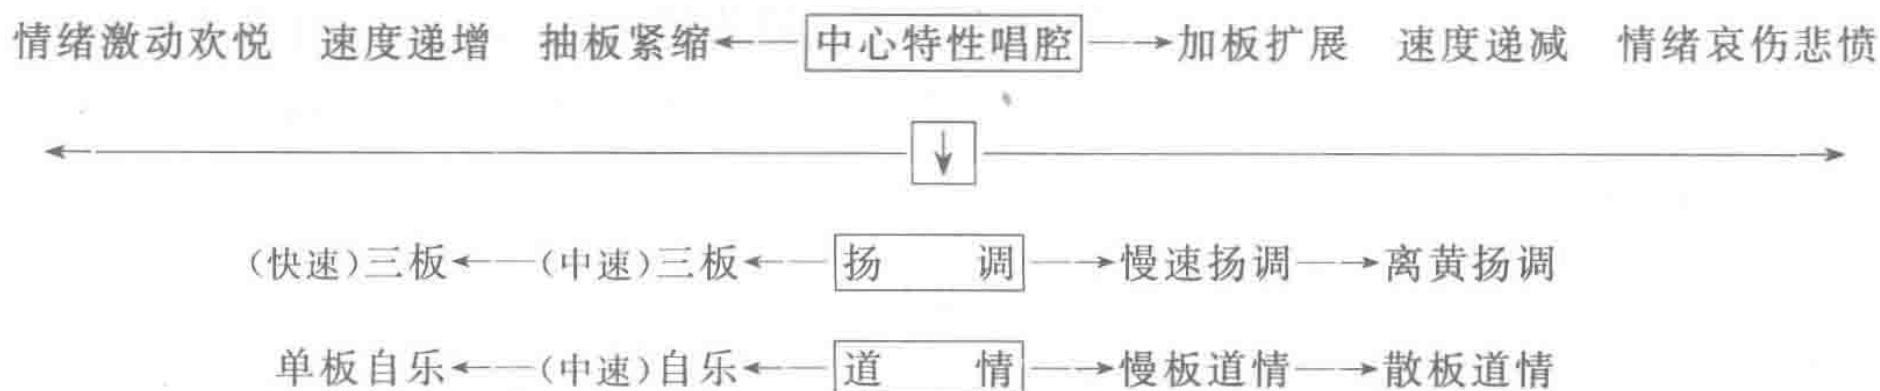 情绪激动欢悦 速度递增 抽板紧缩←——中心特性唱腔——→加板扩展 速度递减 情绪哀伤悲愤
↓
(快速)三板←——(中速)三板←——扬 调——→慢速扬调——→离黄扬调
单板自乐←——(中速)自乐←——道 情——→慢板道情——→散板道情